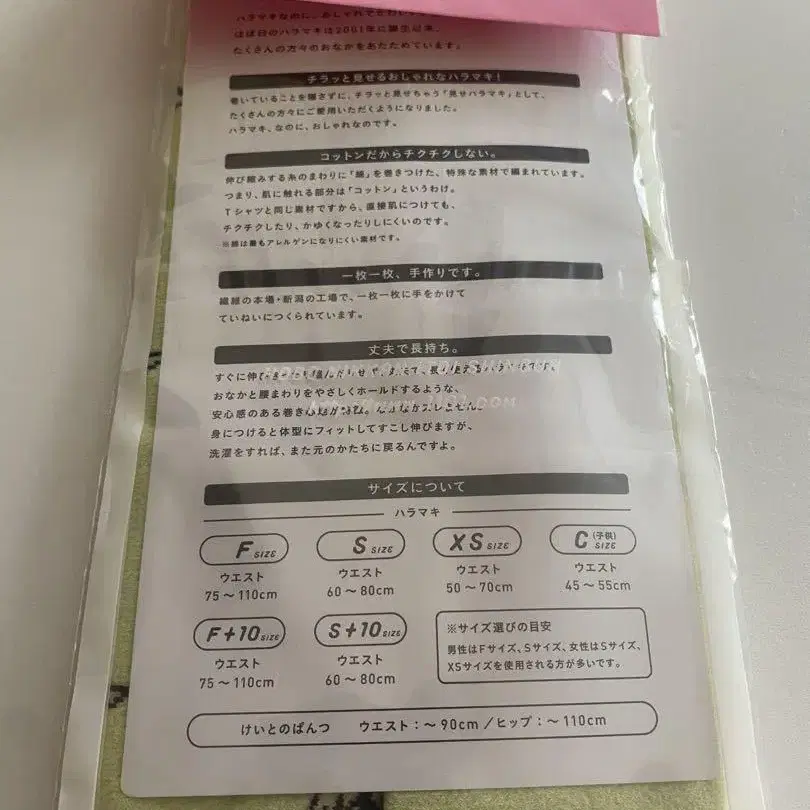 ハラマキなのに、おしゃれでかわいい
ほぼ日のハラマキは2001年に誕生以来、
たくさんの方々のおなかをあたためています。
チラッと見せるおしゃれなハラマキ!
巻いていることを隠さずに、チラッと見せちゃう「見せハラマキ」として、
たくさんの方々にご愛用いただくようになりました。
ハラマキ、なのに、おしゃれなのです。
コットンだからチクチクしない。
伸び縮みする糸のまわりに「綿」を巻きつけた、特殊な素材で編まれています。
つまり、肌に触れる部分は「コットン」というわけ。
Tシャツと同じ素材ですから、直接肌につけても、
チクチクしたり、かゆくなったりしにくいのです。
※綿は最もアレルゲンになりにくい素材です。
一枚一枚、手作りです。
繊維の本場・新潟の工場で、一枚一枚に手をかけて
ていねいにつくられています。
丈夫で長持ち。
すぐに伸び
長く使えるハラマキです。
おなかと腰まわりをやさしくホールドするような、
安心感のある巻き心地が特徴。
身につけると体型にフィットしてすこし伸びますが、
洗濯をすれば、また元のかたちに戻るんですよ。
HOBO NIKKAN ITOI SHINBUN
http://www.1101.com
サイズについて
ハラマキ
F SIZE
ウエスト
75〜110cm
S SIZE
ウエスト
60〜80cm
XS SIZE
ウエスト
50〜70cm
C (子供) SIZE
ウエスト
45〜55cm
F+10 SIZE
ウエスト
75〜110cm
S+10 SIZE
ウエスト
60〜80cm
※サイズ選びの目安
男性はFサイズ、Sサイズ、女性はSサイズ、
XSサイズを使用される方が多いです。
けいとのぱんつ ウエスト:〜90cm/ヒップ:〜110cm